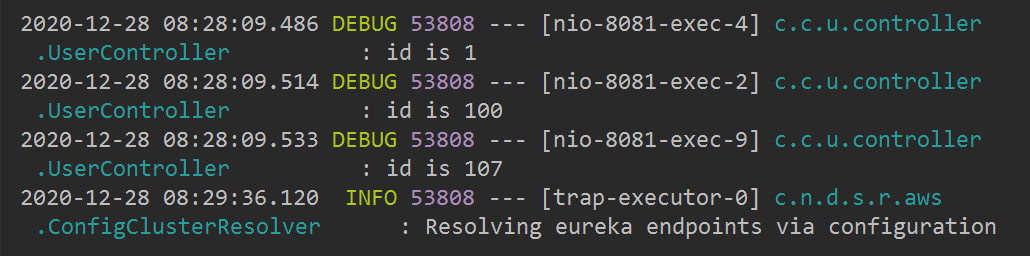 2020-12-28 08:28:09.486 DEBUG 53808 --- [nio-8081-exec-4] c.c.u.controller
.UserController : id is 1
2020-12-28 08:28:09.514 DEBUG 53808 --- [nio-8081-exec-2] c.c.u.controller
.UserController : id is 100
2020-12-28 08:28:09.533 DEBUG 53808 --- [nio-8081-exec-9] c.c.u.controller
.UserController : id is 107
2020-12-28 08:29:36.120 INFO 53808 --- [trap-executor-0] c.n.d.s.r.aws
.ConfigClusterResolver : Resolving eureka endpoints via configuration